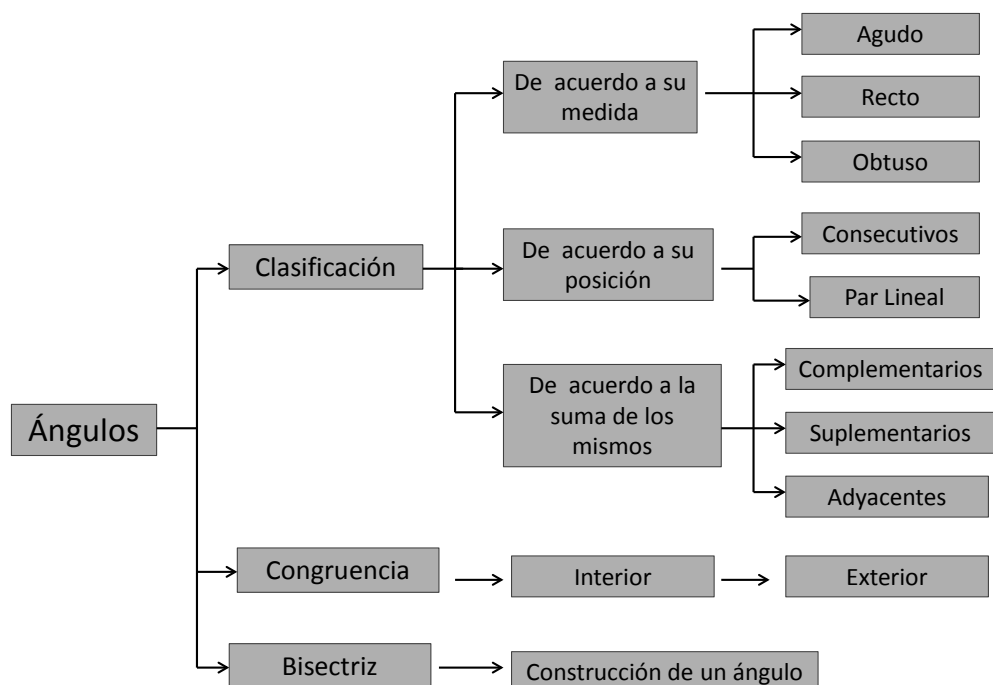 Ángulos
Clasificación
De acuerdo a su
medida
Agudo
Recto
Obtuso
De acuerdo a su
posición
Consecutivos
Par Lineal
De acuerdo a la
suma de los
mismos
Complementarios
Suplementarios
Adyacentes
Congruencia
Interior
Exterior
Bisectriz
Construcción de un ángulo